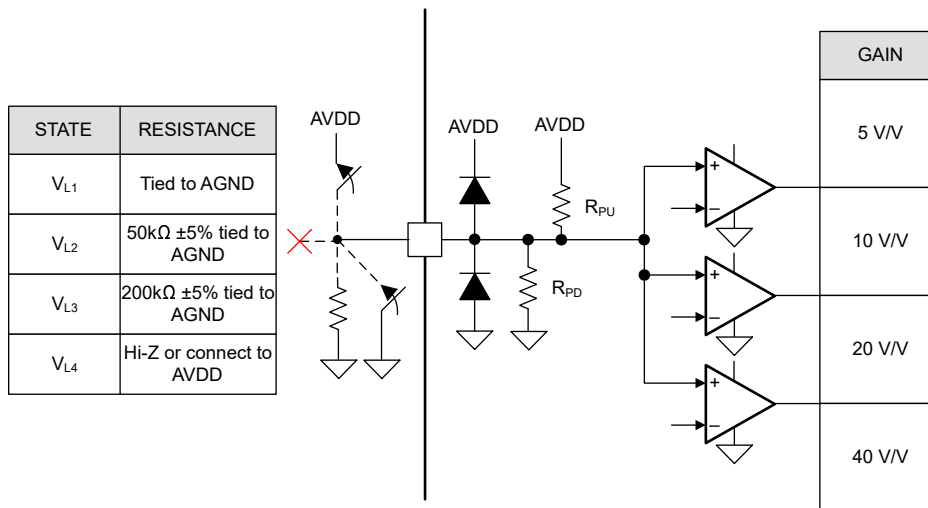 STATE
RESISTANCE
VL1
Tied to AGND
VL2
50kΩ ±5% tied to
AGND
VL3
200kΩ ±5% tied to
AGND
VL4
Hi-Z or connect to
AVDD
AVDD
AVDD
AVDD
RPU
RPD
+
−
+
−
+
−
GAIN
5 V/V
10 V/V
20 V/V
40 V/V